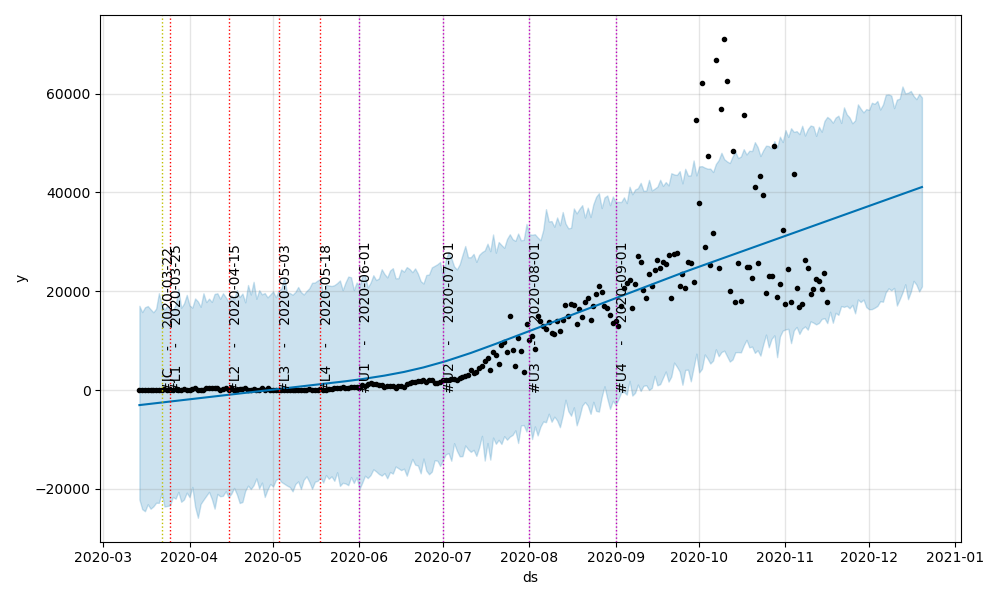 60000
40000
20000
0
−20000
y
#JC - 2020-03-22
#L1 - 2020-03-25
#L2 - 2020-04-15
#L3 - 2020-05-03
#L4 - 2020-05-18
#U1 - 2020-06-01
#U2 - 2020-07-01
#U3 - 2020-08-01
#U4 - 2020-09-01
2020-03
2020-04
2020-05
2020-06
2020-07
2020-08
2020-09
2020-10
2020-11
2020-12
2021-01
ds